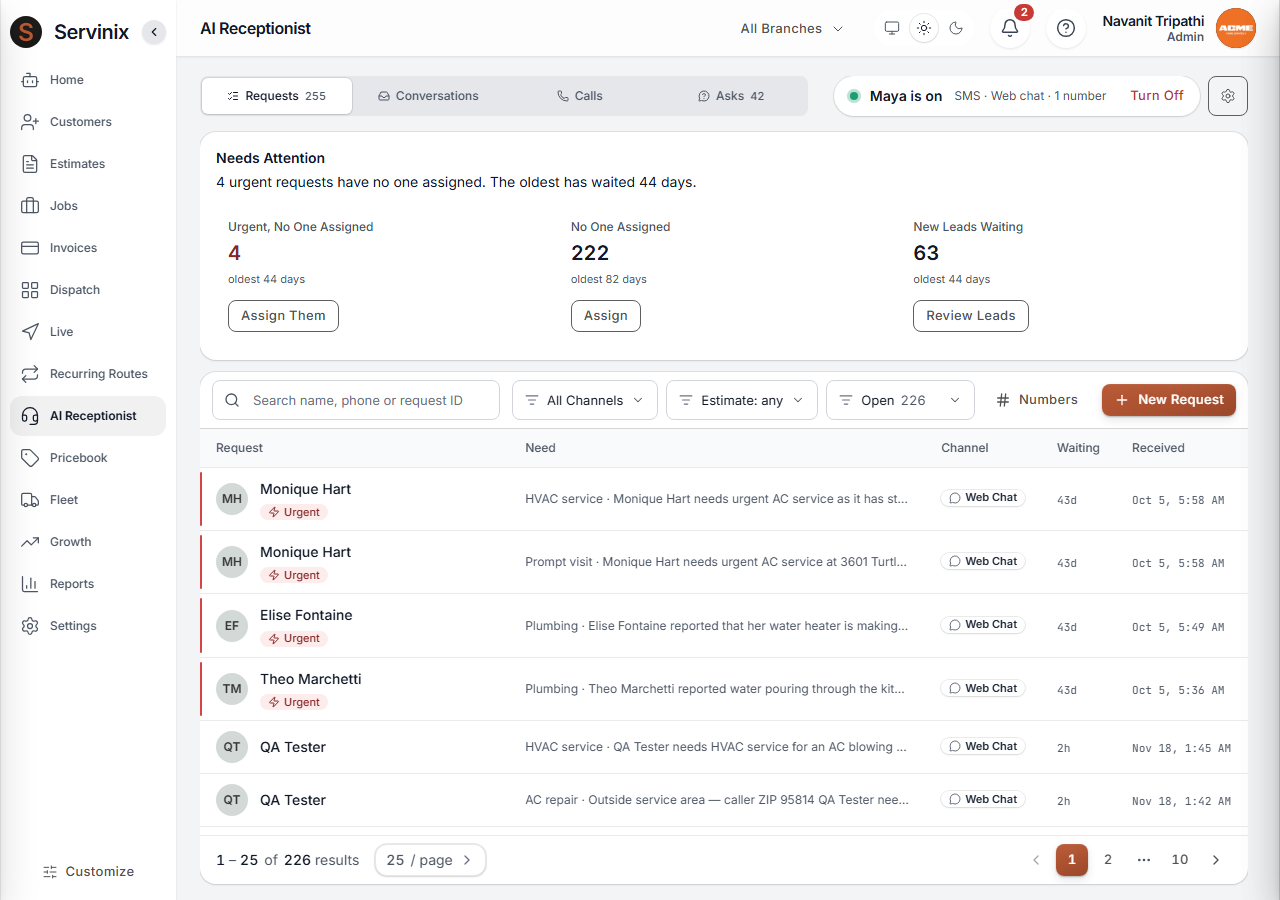 S Servinix
Home
Customers
Estimates
Jobs
Invoices
Dispatch
Live
Recurring Routes
AI Receptionist
Pricebook
Fleet
Growth
Reports
Settings
Customize
AI Receptionist
All Branches
2
Navanit Tripathi
Admin
ACME
Requests 255
Conversations
Calls
Asks 42
Maya is on SMS · Web chat · 1 number Turn Off
Needs Attention
4 urgent requests have no one assigned. The oldest has waited 44 days.
Urgent, No One Assigned
4
oldest 44 days
Assign Them
No One Assigned
222
oldest 82 days
Assign
New Leads Waiting
63
oldest 44 days
Review Leads
Search name, phone or request ID
All Channels
Estimate: any
Open 226
# Numbers
+ New Request
Request Need Channel Waiting Received
MH Monique Hart HVAC service · Monique Hart needs urgent AC service as it has st... Web Chat 43d Oct 5, 5:58 AM
Urgent
MH Monique Hart Prompt visit · Monique Hart needs urgent AC service at 3601 Turtl... Web Chat 43d Oct 5, 5:58 AM
Urgent
EF Elise Fontaine Plumbing · Elise Fontaine reported that her water heater is making... Web Chat 43d Oct 5, 5:49 AM
Urgent
TM Theo Marchetti Plumbing · Theo Marchetti reported water pouring through the kit... Web Chat 43d Oct 5, 5:36 AM
Urgent
QT QA Tester HVAC service · QA Tester needs HVAC service for an AC blowing ... Web Chat 2h Nov 18, 1:45 AM
QT QA Tester AC repair · Outside service area — caller ZIP 95814 QA Tester nee... Web Chat 2h Nov 18, 1:42 AM
1 – 25 of 226 results
25 / page
1 2 ··· 10